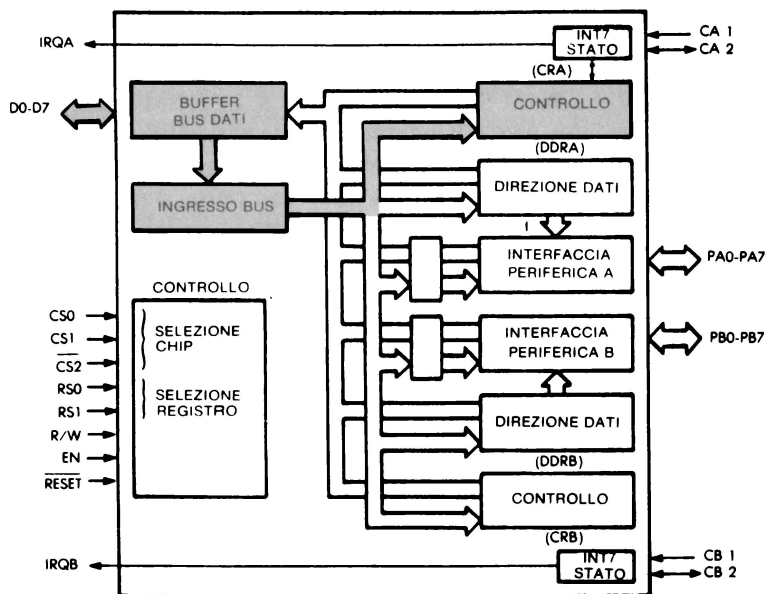 IRQA
INT7
STATO
CA 1
CA 2
(CRA)
D0-D7
BUFFER
BUS DATI
CONTROLLO
(DDRA)
INGRESSO BUS
DIREZIONE DATI
1
INTERFACCIA
PERIFERICA A
PA0-PA7
CONTROLLO
CS0
CS1
CS2
RS0
RS1
R/W
EN
RESET
SELEZIONE
CHIP
SELEZIONE
REGISTRO
INTERFACCIA
PERIFERICA B
PB0-PB7
DIREZIONE DATI
(DDRB)
CONTROLLO
(CRB)
IRQB
INT7
STATO
CB 1
CB 2